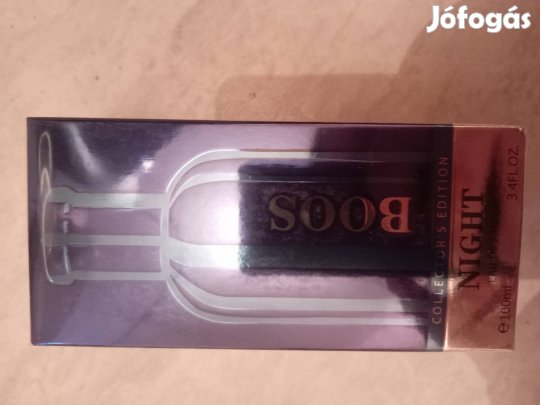 Jófogás
BOOS
COLLECTOR'S EDITION
NIGHT
e 100ml 3.4FL.OZ